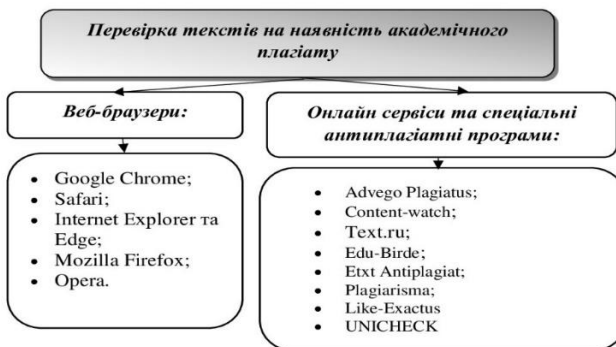 Перевірка текстів на наявність академічного
плагіату
Веб-браузери:
• Google Chrome;
• Safari;
• Internet Explorer та
Edge;
• Mozilla Firefox;
• Opera.
Онлайн сервіси та спеціальні
антиплагіатні програми:
• Advego Plagiatus;
• Content-watch;
• Text.ru;
• Edu-Birde;
• Etxt Antiplagiat;
• Plagiarisma;
• Like-Exactus
• UNICHECK